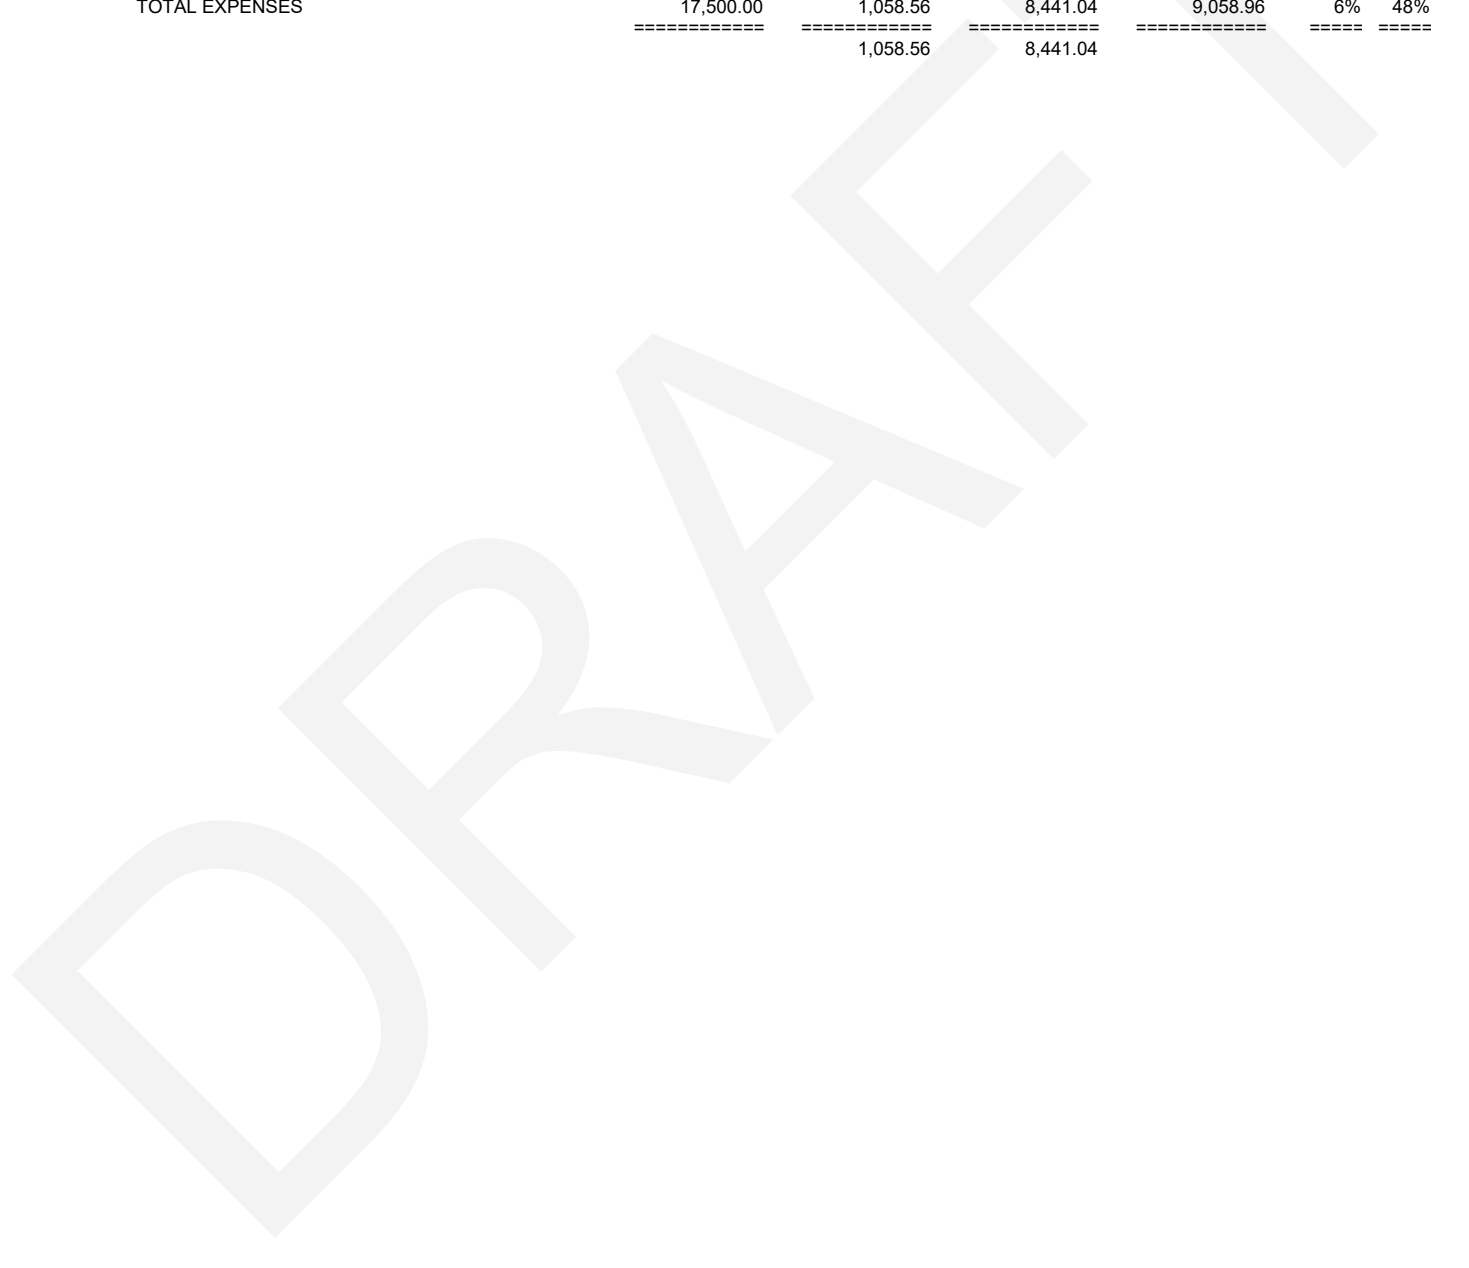 TOTAL EXPENSES 17,500.00 1,058.56 8,441.04 9,058.96 6% 48%
============ ============ ============ ============ ===== =====
1,058.56 8,441.04
DRAFT